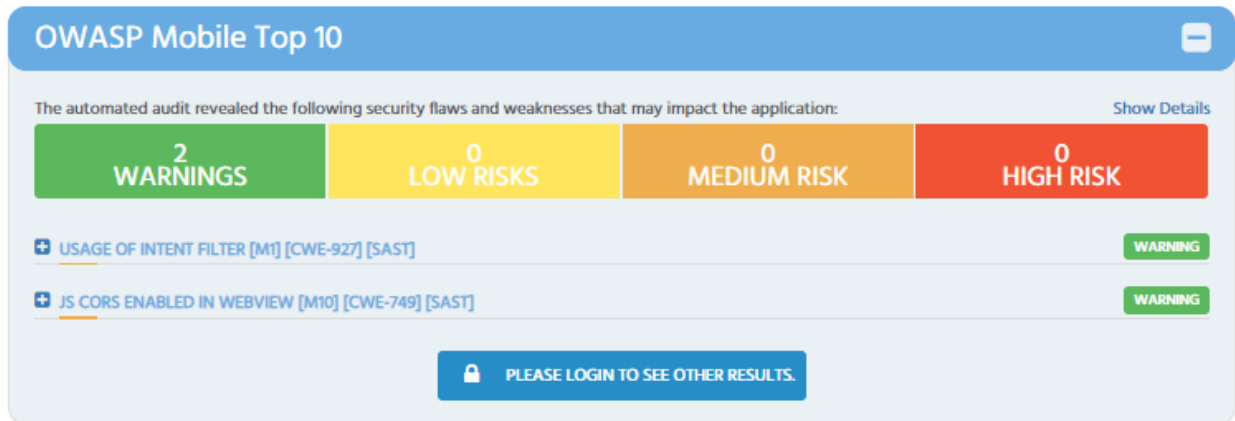 OWASP Mobile Top 10
The automated audit revealed the following security flaws and weaknesses that may impact the application:
Show Details
2
WARNINGS
0
LOW RISKS
0
MEDIUM RISK
0
HIGH RISK
USAGE OF INTENT FILTER [M1] [CWE-927] [SAST]
WARNING
JS CORS ENABLED IN WEBVIEW [M10] [CWE-749] [SAST]
WARNING
PLEASE LOGIN TO SEE OTHER RESULTS.